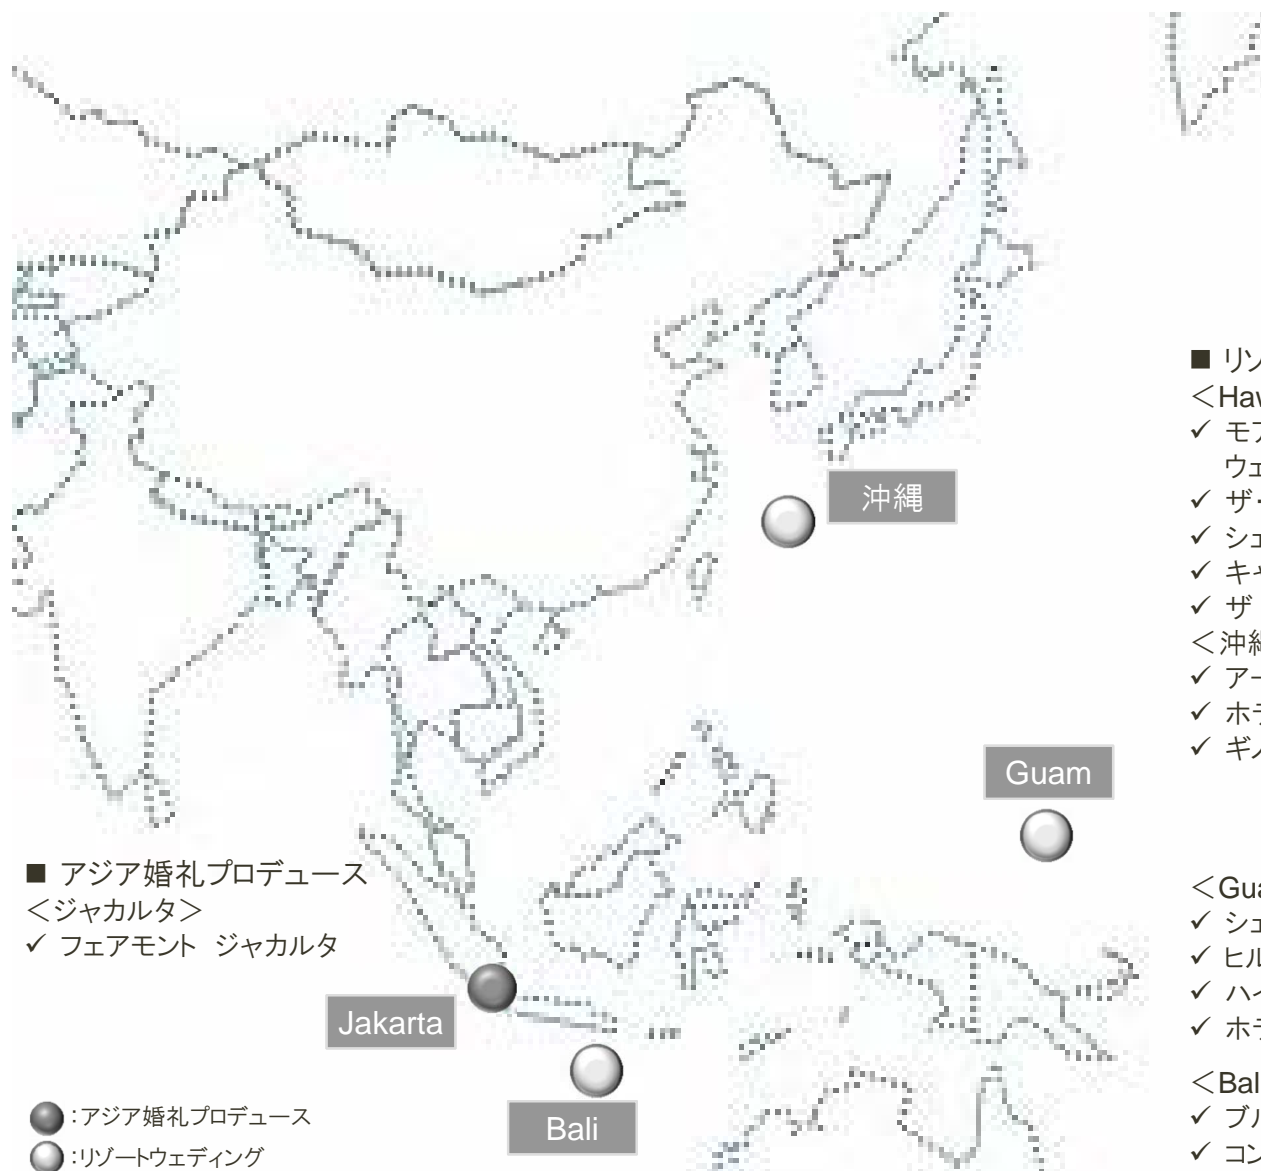 沖縄
Guam
Jakarta
Bali
■ アジア婚礼プロデュース
＜ジャカルタ＞
✓ フェアモント　ジャカルタ
:アジア婚礼プロデュース
:リゾートウェディング
■ リゾ
＜Haw
✓ モア
ウェ
✓ ザ・
✓ シェ
✓ キャ
✓ ザ
＜沖縄
✓ アー
✓ ホテ
✓ ギノ
＜Gua
✓ シェ
✓ ヒル
✓ ハイ
✓ ホテ
＜Bali
✓ ブル
✓ コン